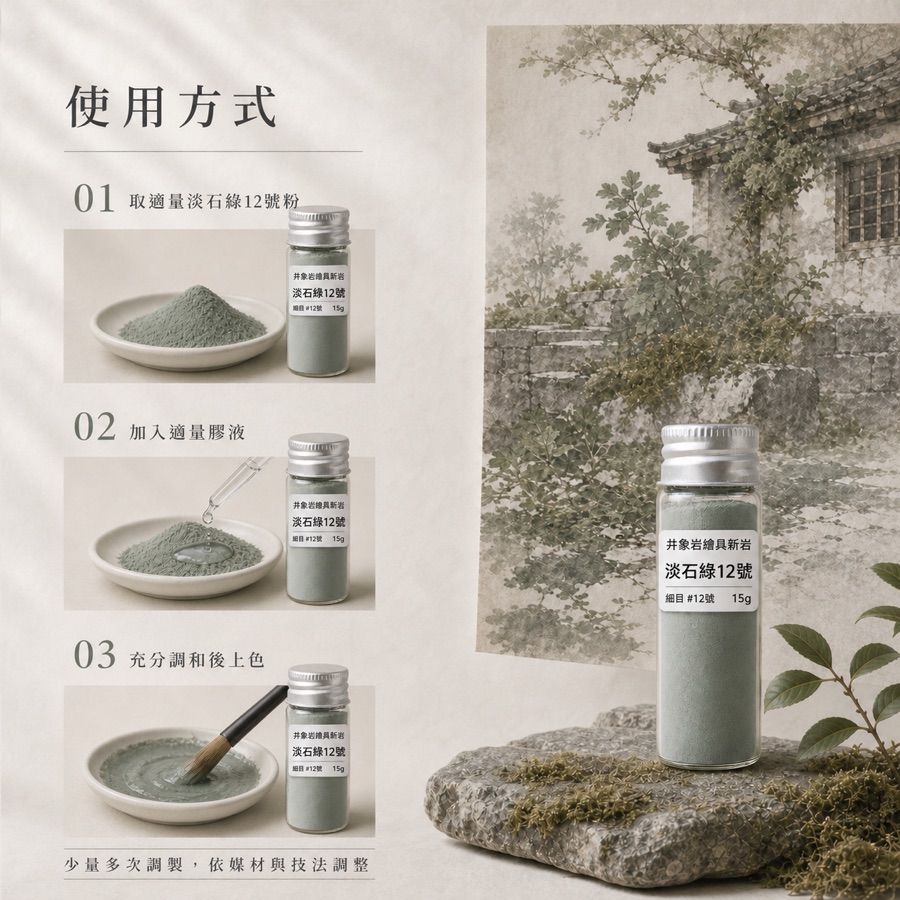 使用方式
01 取適量淡石綠12號粉
井象岩繪具新岩
淡石綠12號
細目 #12號 15g
02 加入適量膠液
井象岩繪具新岩
淡石綠12號
細目 #12號 15g
03 充分調和後上色
井象岩繪具新岩
淡石綠12號
細目 #12號 15g
少量多次調製，依媒材與技法調整
井象岩繪具新岩
淡石綠12號
細目 #12號 15g